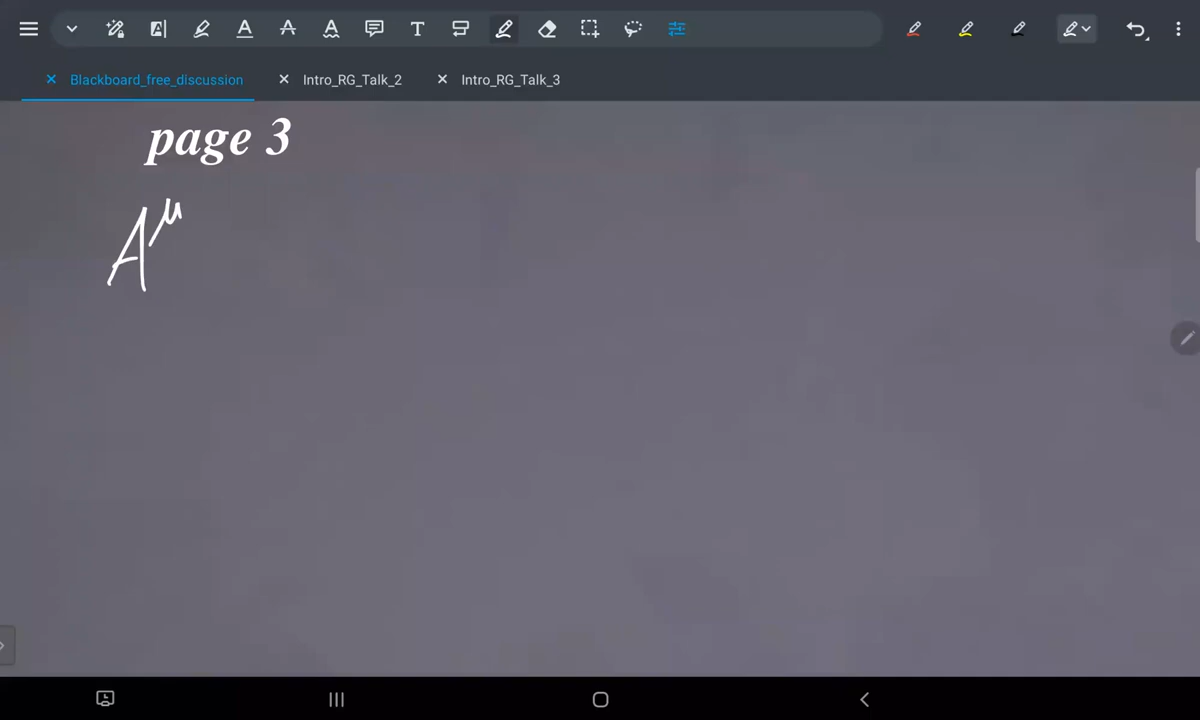 Blackboard_free_discussion Intro_RG_Talk_2 Intro_RG_Talk_3
page 3
A^μ